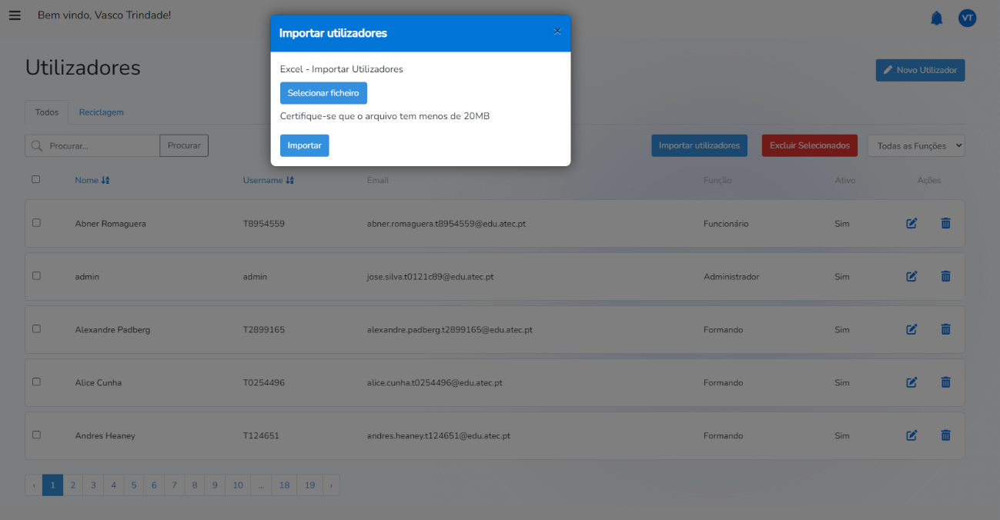 Bem vindo, Vasco Trindade!
VT
Importar utilizadores
×
Excel - Importar Utilizadores
Selecionar ficheiro
Certifique-se que o arquivo tem menos de 20MB
Importar
Utilizadores
Novo Utilizador
Todos Reciclagem
Procurar... Procurar Importar utilizadores Excluir Selecionados Todas as Funções
Nome Username Email Função Ativo Ações
Abner Romaguera T8954559 abner.romaguera.t8954559@edu.atec.pt Funcionário Sim
admin admin jose.silva.t0121c89@edu.atec.pt Administrador Sim
Alexandre Padberg T2899165 alexandre.padberg.t2899165@edu.atec.pt Formando Sim
Alice Cunha T0254496 alice.cunha.t0254496@edu.atec.pt Formando Sim
Andres Heaney T124651 andres.heaney.t124651@edu.atec.pt Formando Sim
‹ 1 2 3 4 5 6 7 8 9 10 ... 18 19 ›